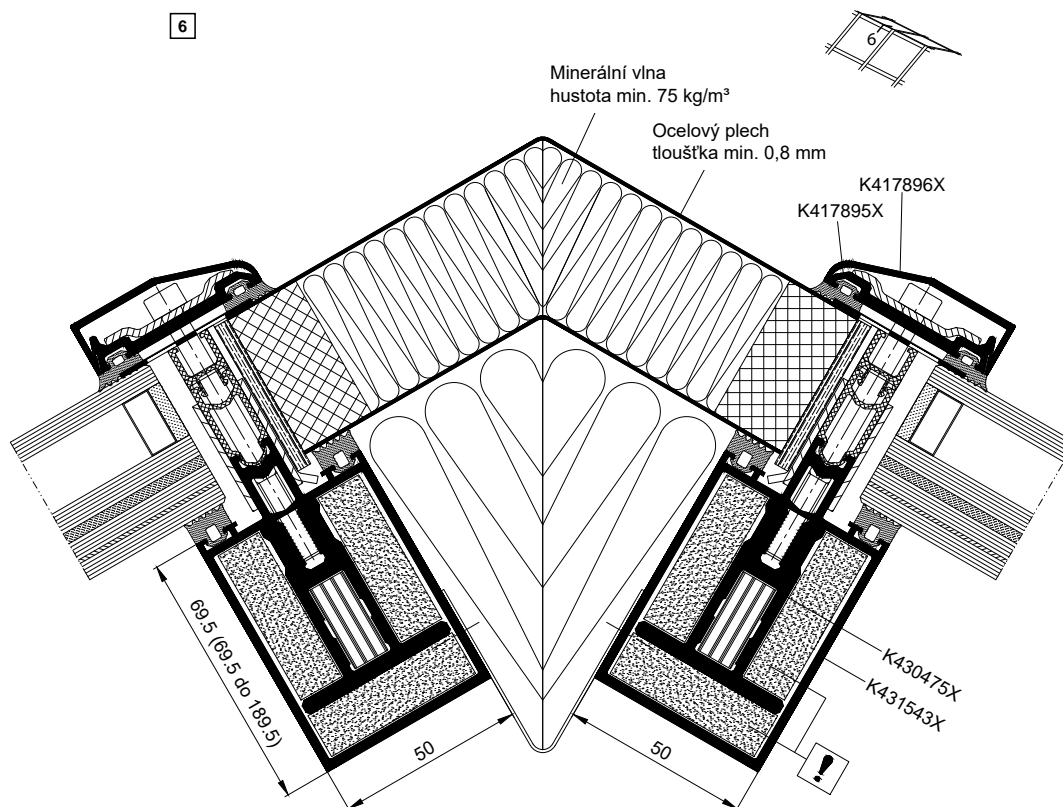 6
6
Minerální vlna
hustota min. 75 kg/m³
Ocelový plech
tloušťka min. 0,8 mm
K417896X
K417895X
K430475X
K431543X
69.5 (69.5 do 189.5)
50
50
!